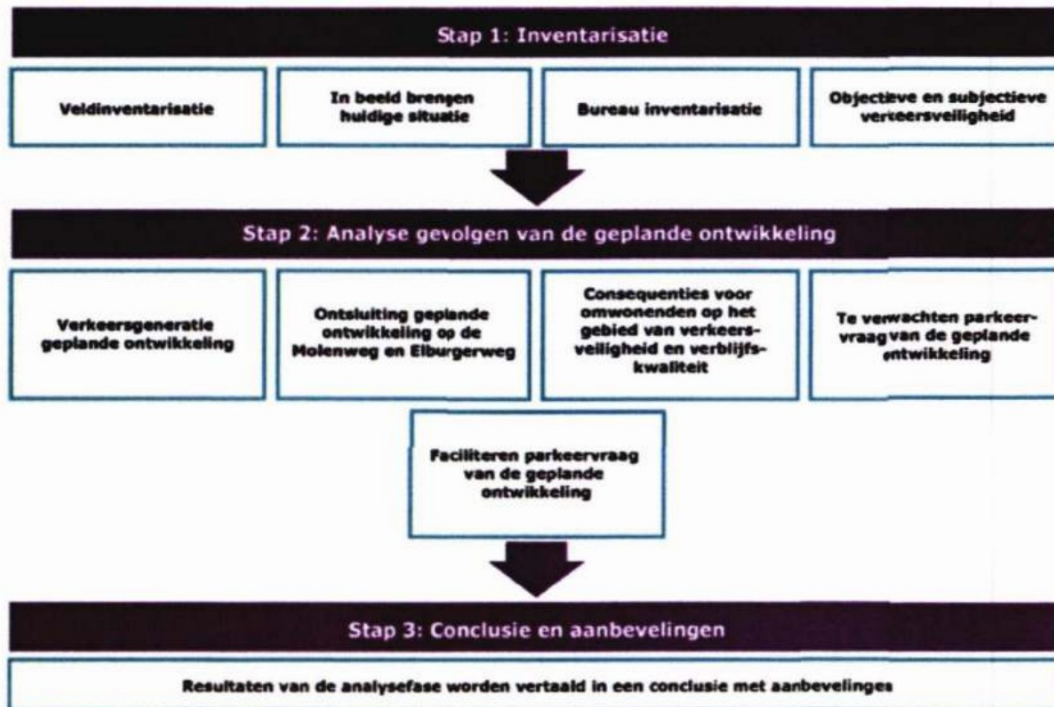 Stap 1: Inventarisatie
Veldinventarisatie
In beeld brengen
huidige situatie
Bureau inventarisatie
Objectieve en subjectieve
verkeersveiligheid
Stap 2: Analyse gevolgen van de geplande ontwikkeling
Verkeersgeneratie
geplande ontwikkeling
Ontsluiting geplande
ontwikkeling op de
Molenweg en Elburgerweg
Consequenties voor
omwonenden op het
gebied van verkeers-
veiligheid en verblijfs-
kwaliteit
Te verwachten parkeer-
vraag van de geplande
ontwikkeling
Faciliteren parkeervraag
van de geplande
ontwikkeling
Stap 3: Conclusie en aanbevelingen
Resultaten van de analysefase worden vertaald in een conclusie met aanbevelinges